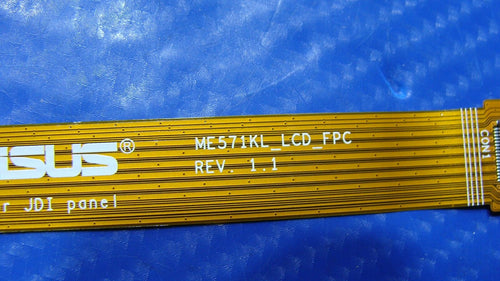 SUS®
ME571KL_LCD_FPC
REV. 1.1
JDI panel
CON1